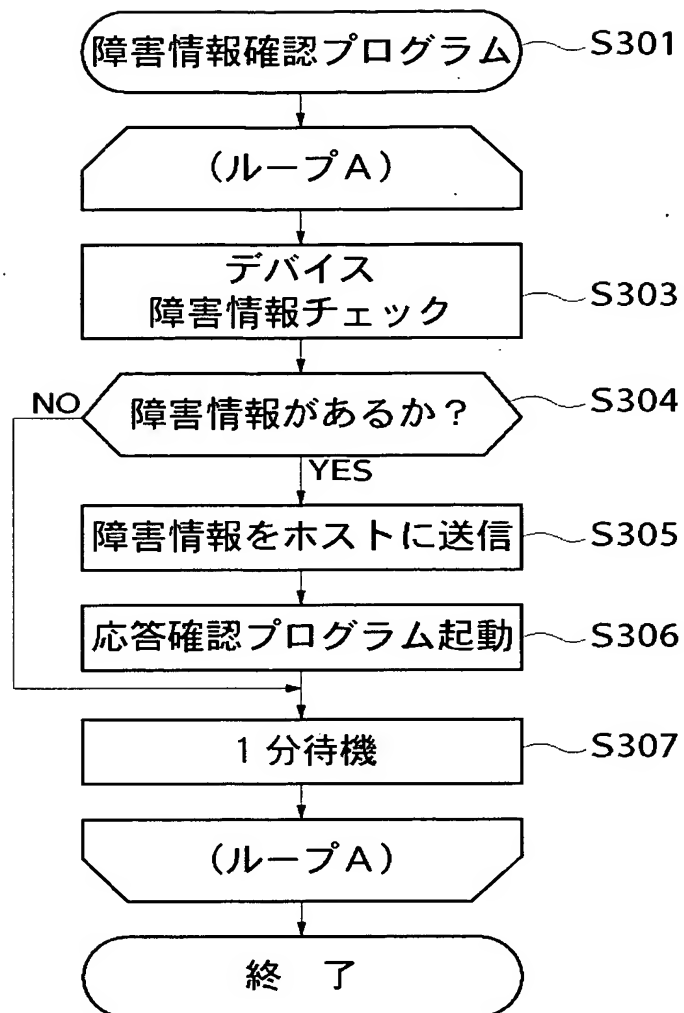 障害情報確認プログラム
S301
(ループA)
デバイス
障害情報チェック
S303
障害情報があるか?
S304
NO
YES
障害情報をホストに送信
S305
応答確認プログラム起動
S306
1分待機
S307
(ループA)
終 了